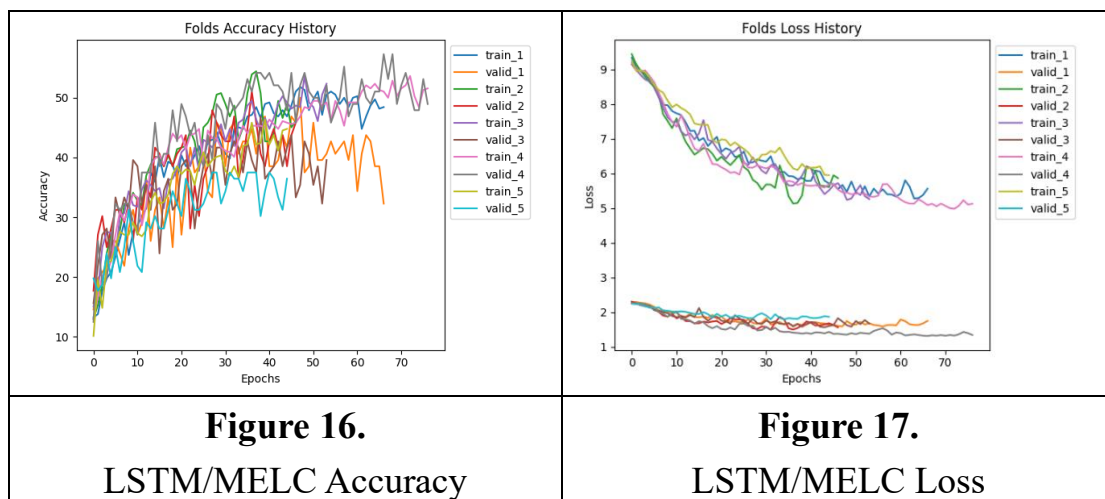 Folds Accuracy History
Accuracy
50
40
30
20
10
0 10 20 30 40 50 60 70
Epochs
train_1
valid_1
train_2
valid_2
train_3
valid_3
train_4
valid_4
train_5
valid_5
Folds Loss History
Loss
9
8
7
6
5
4
3
2
1
0 10 20 30 40 50 60 70
Epochs
train_1
valid_1
train_2
valid_2
train_3
valid_3
train_4
valid_4
train_5
valid_5
Figure 16.
LSTM/MELC Accuracy
Figure 17.
LSTM/MELC Loss